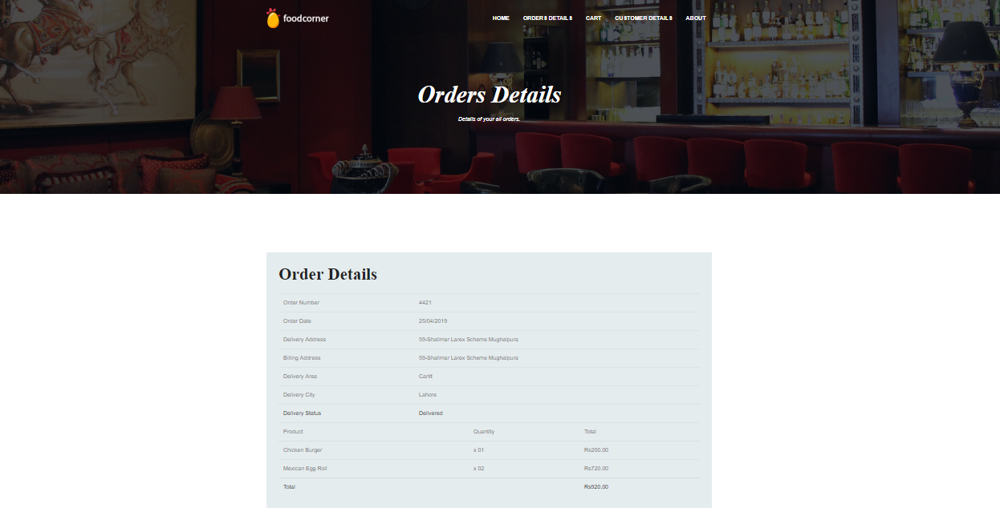 foodcorner
HOME ORDERS DETAILS CART CUSTOMER DETAILS ABOUT
Orders Details
Details of your all orders.
Order Details
Order Number 4421
Order Date 25/04/2019
Delivery Address 59-Shalimar Larex Scheme Mughalpura
Billing Address 59-Shalimar Larex Scheme Mughalpura
Delivery Area Cantt
Delivery City Lahore
Delivery Status Delivered
Product Quantity Total
Chicken Burger x 01 Rs200.00
Mexican Egg Roll x 02 Rs720.00
Total Rs920.00